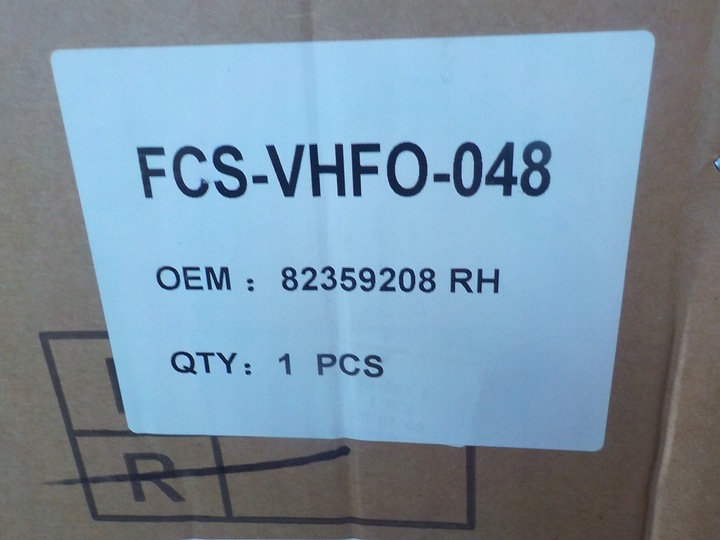 FCS-VHFO-048
OEM : 82359208 RH
QTY: 1 PCS
R